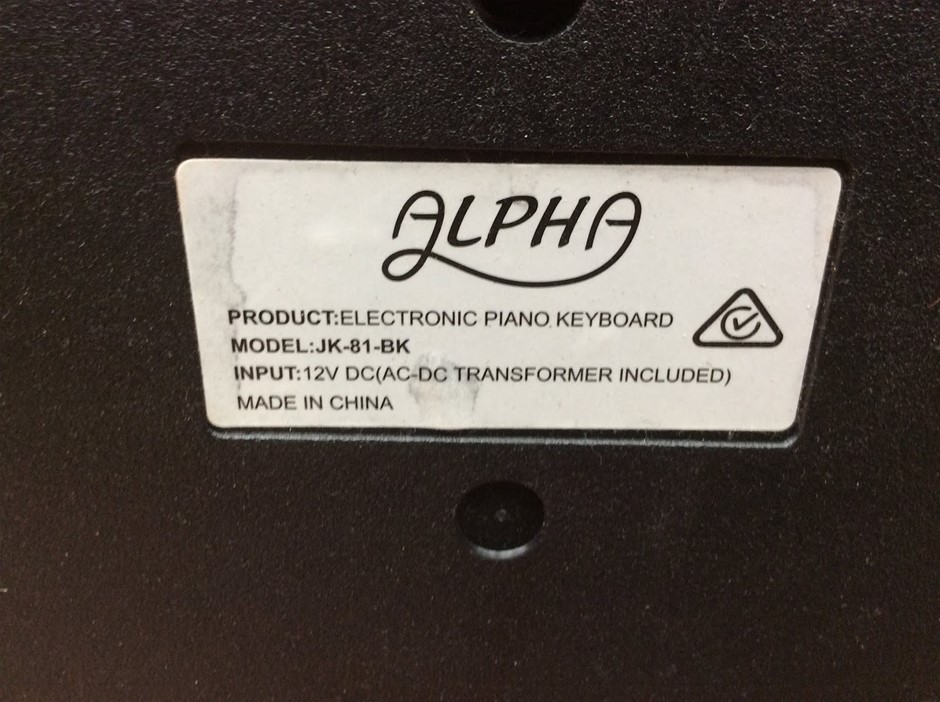 ALPHA
PRODUCT:ELECTRONIC PIANO KEYBOARD
MODEL:JK-81-BK
INPUT:12V DC(AC-DC TRANSFORMER INCLUDED)
MADE IN CHINA